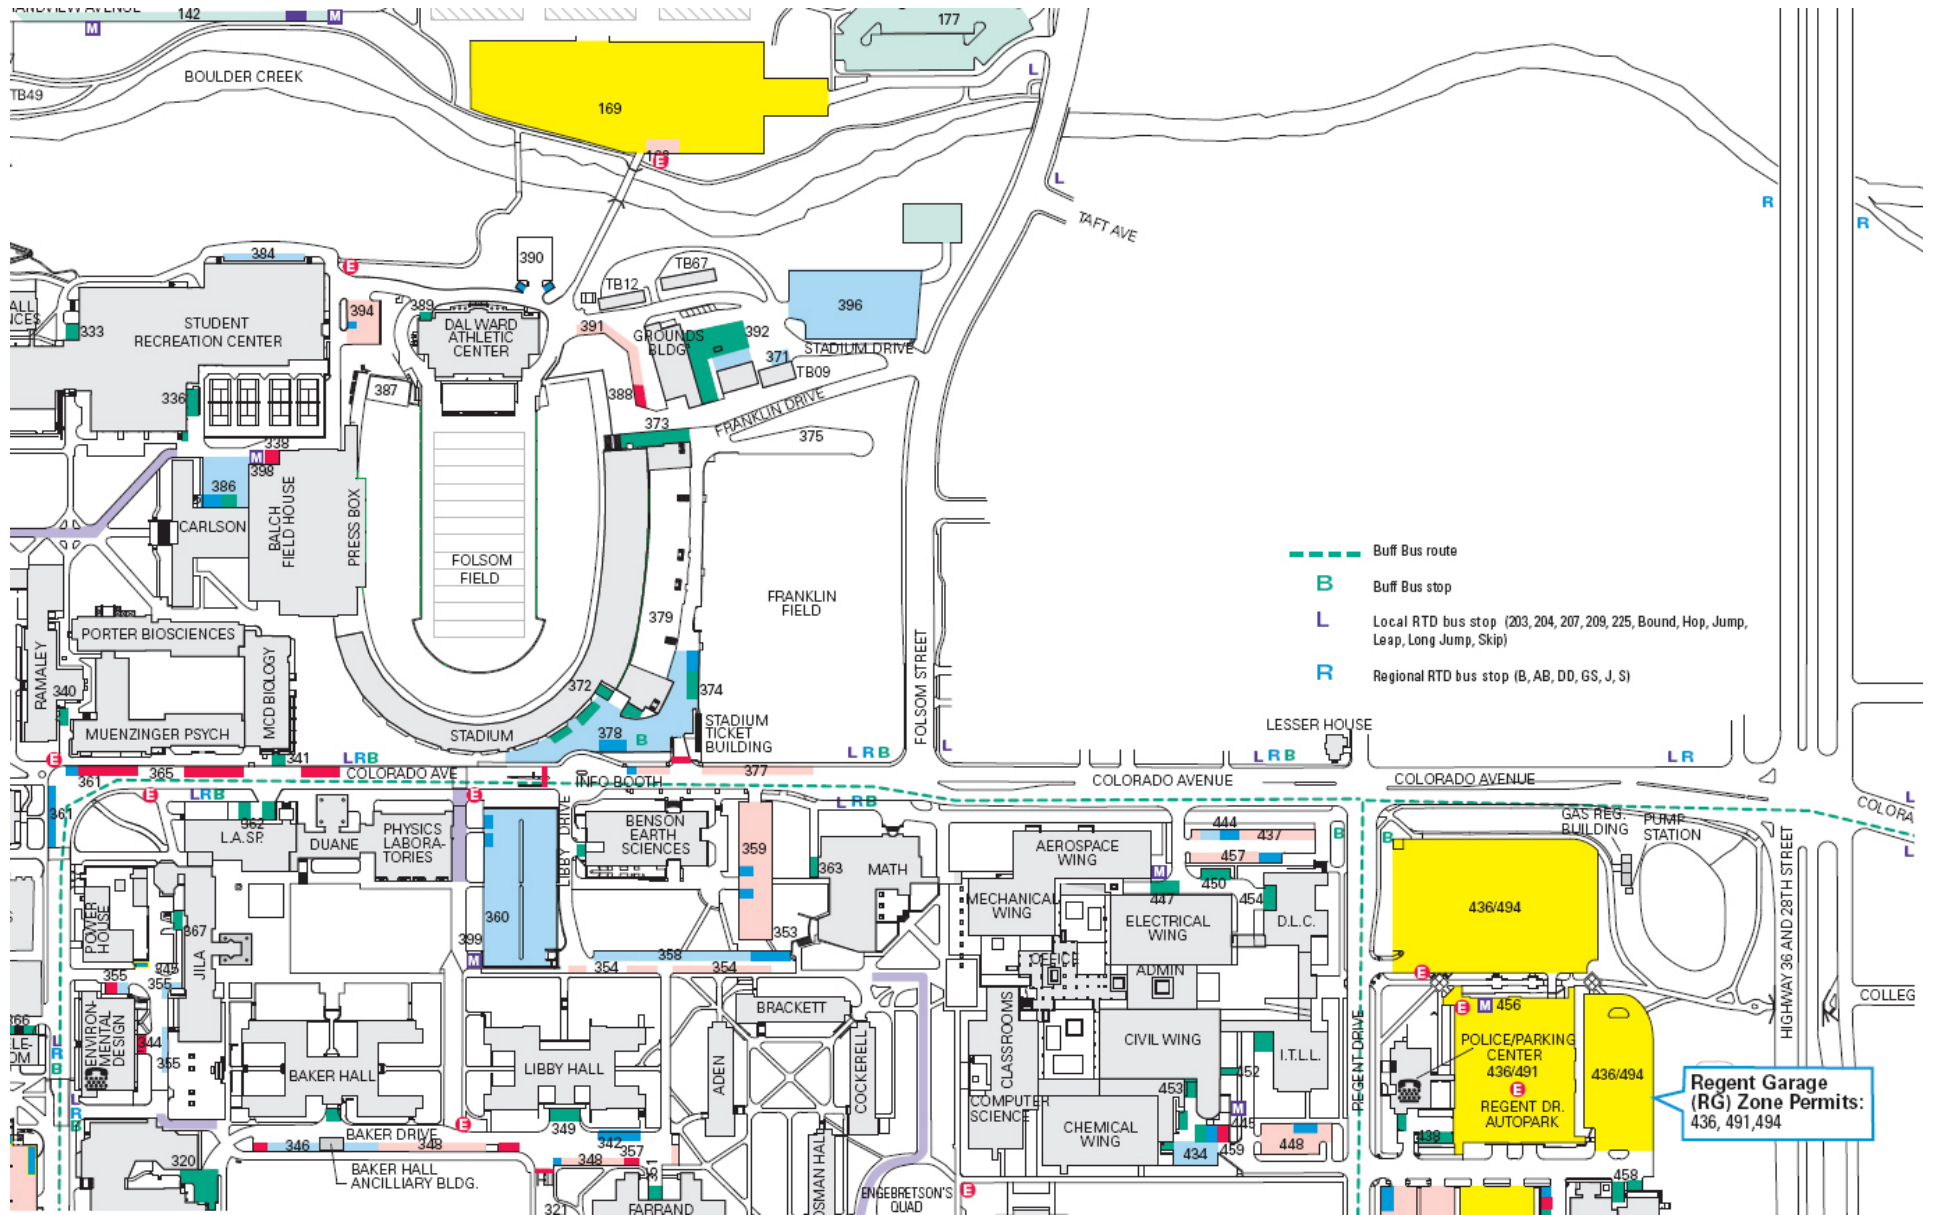 142
M
M
177
BOULDER CREEK
TB49
169
L
E
L
TAFT AVE
R
R
384
E
390
TB67
TB12
396
333
STUDENT
RECREATION CENTER
394
389
DAL WARD
ATHLETIC
CENTER
391
GROUNDS
BLDG.
392
371
STADIUM DRIVE
TB09
387
388
336
FRANKLIN DRIVE
373
375
338
M
398
386
CARLSON
BALCH
FIELD HOUSE
PRESS BOX
FOLSOM
FIELD
FRANKLIN
FIELD
379
FOLSOM STREET
Buff Bus route
B
Buff Bus stop
L
Local RTD bus stop (203, 204, 207, 209, 225, Bound, Hop, Jump,
Leap, Long Jump, Skip)
R
Regional RTD bus stop (B, AB, DD, GS, J, S)
PORTER BIOSCIENCES
RAMALEY
340
MCD BIOLOGY
MUENZINGER PSYCH
372
374
378
B
STADIUM
STADIUM
TICKET
BUILDING
LESSER HOUSE
E
341
L R B
L R B
L
L R B
L R
361
365
COLORADO AVE
INFO BOOTH
377
COLORADO AVENUE
COLORADO AVENUE
361
E
L R B
E
L R B
L
COLORA
L
L.A.SP.
DUANE
PHYSICS
LABORA-
TORIES
LIBBY DRIVE
BENSON
EARTH
SCIENCES
359
363
MATH
AEROSPACE
WING
444
437
457
B
B
GAS REG.
BUILDING
PUMP
STATION
HIGHWAY 36 AND 28TH STREET
M
450
447
454
MECHANICAL
WING
ELECTRICAL
WING
D.L.C.
436/494
POWER
HOUSE
367
JILA
360
399
M
353
358
354
354
OFFICE
ADMIN
E
355
345
355
ENVIRON-
MENTAL
DESIGN
344
355
366
L
R
B
BRACKETT
CLASSROOMS
CIVIL WING
REGENT DRIVE
E
M
456
POLICE/PARKING
CENTER
436/491
E
REGENT DR.
AUTOPARK
436/494
COLLEG
Regent Garage
(RG) Zone Permits:
436, 491,494
BAKER HALL
LIBBY HALL
ADEN
COCKERELL
COMPUTER
SCIENCE
I.T.L.L.
452
453
M
445
CHEMICAL
WING
434
459
448
438
L
R
B
349
342
357
E
BAKER DRIVE
346
348
348
351
320
BAKER HALL
ANCILLIARY BLDG.
321
FARRAND
ENGEBRETSON'S
QUAD
E
458